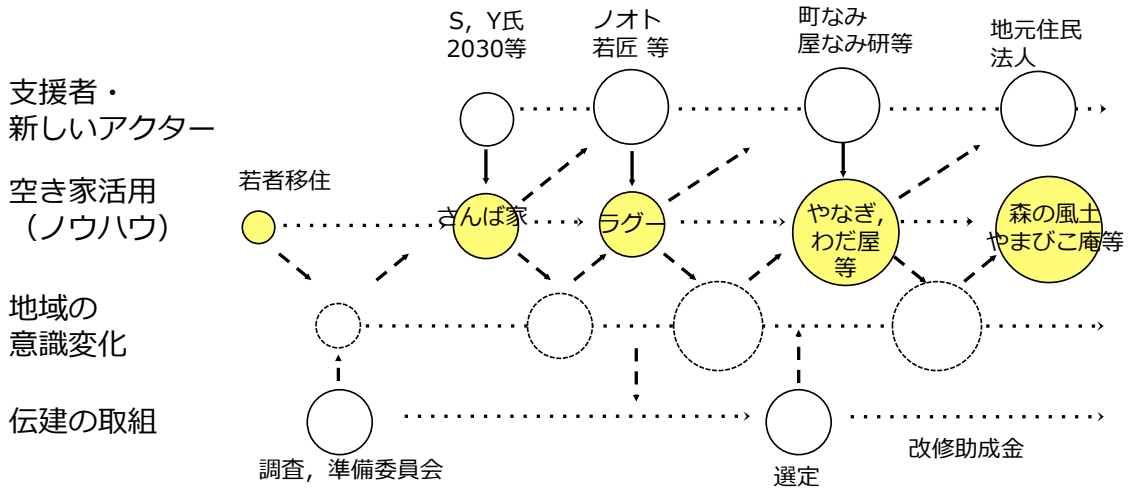 S，Y氏
2030等
ノオト
若匠 等
町なみ
屋なみ研等
地元住民
法人
支援者・
新しいアクター
空き家活用
（ノウハウ）
若者移住
さんば家
ラグー
やなぎ，
わだ屋
等
森の風土
やまびこ庵等
地域の
意識変化
伝建の取組
調査，準備委員会
選定
改修助成金